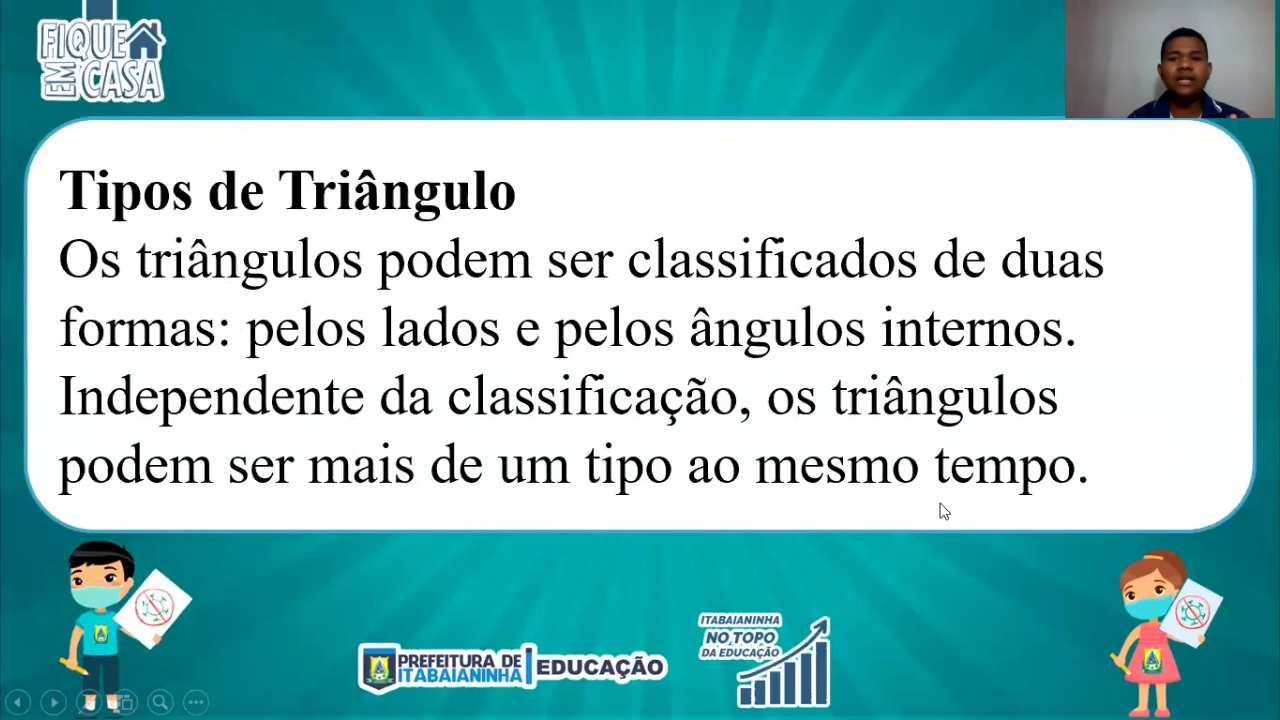 FIQUE
EM CASA
Tipos de Triângulo
Os triângulos podem ser classificados de duas
formas: pelos lados e pelos ângulos internos.
Independente da classificação, os triângulos
podem ser mais de um tipo ao mesmo tempo.
PREFEITURA DE
ITABAIANINHA
EDUCAÇÃO
ITABAIANINHA
NO TOPO
DA EDUCAÇÃO